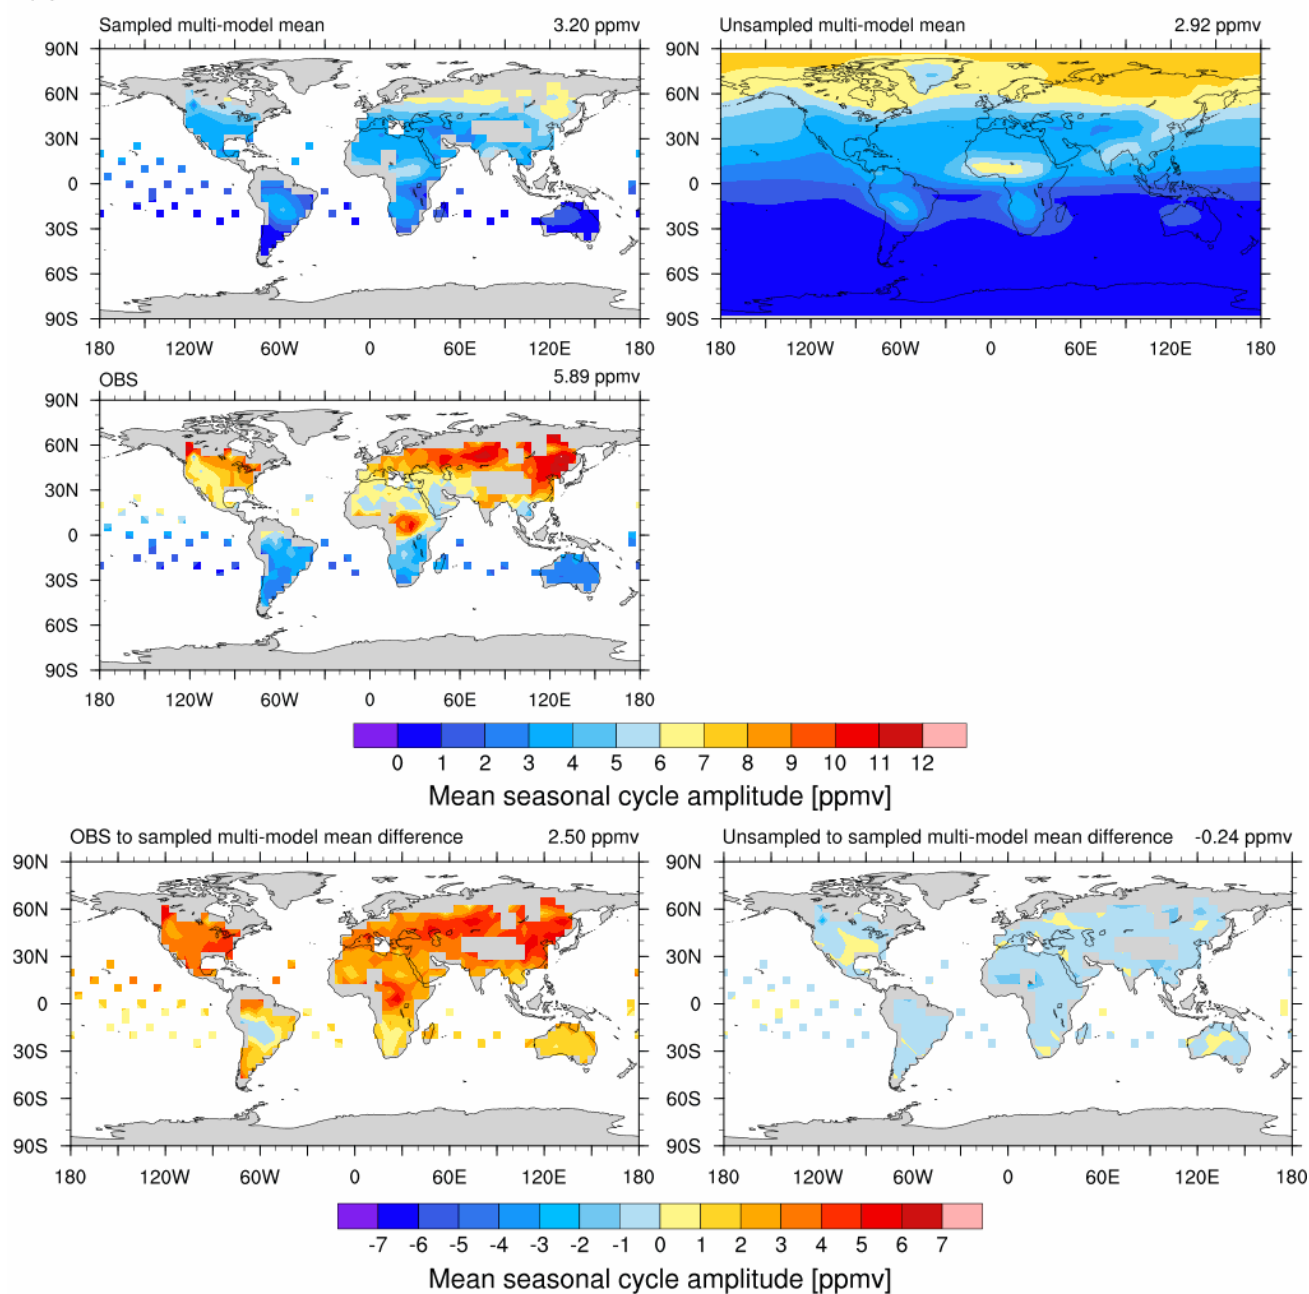 Sampled multi-model mean 3.20 ppmv
90N
60N
30N
0
30S
60S
90S
180 120W 60W 0 60E 120E 180
Unsampled multi-model mean 2.92 ppmv
90N
60N
30N
0
30S
60S
90S
180 120W 60W 0 60E 120E 180
OBS 5.89 ppmv
90N
60N
30N
0
30S
60S
90S
180 120W 60W 0 60E 120E 180
0 1 2 3 4 5 6 7 8 9 10 11 12
Mean seasonal cycle amplitude [ppmv]
OBS to sampled multi-model mean difference 2.50 ppmv
90N
60N
30N
0
30S
60S
90S
180 120W 60W 0 60E 120E 180
Unsampled to sampled multi-model mean difference -0.24 ppmv
90N
60N
30N
0
30S
60S
90S
180 120W 60W 0 60E 120E 180
-7 -6 -5 -4 -3 -2 -1 0 1 2 3 4 5 6 7
Mean seasonal cycle amplitude [ppmv]